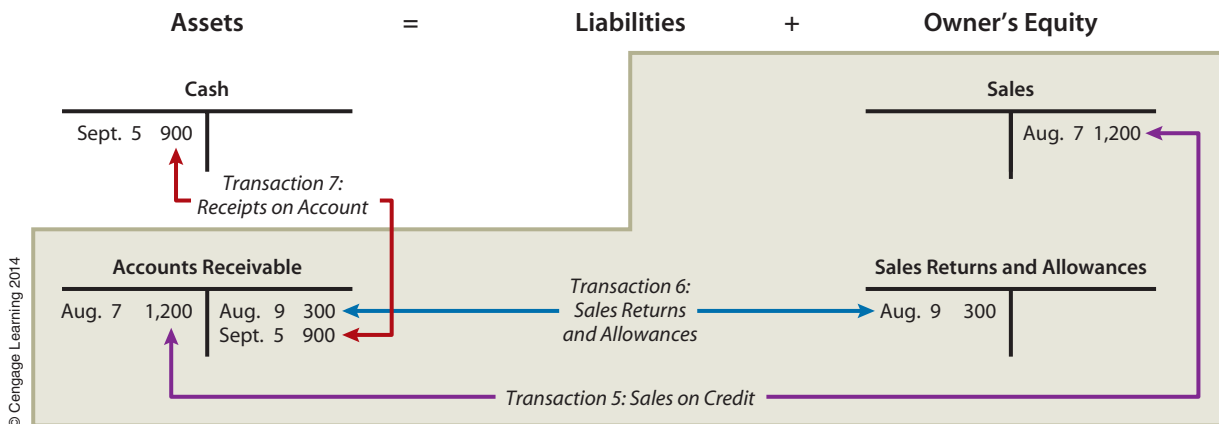 Assets = Liabilities + Owner's Equity
Cash
Sept. 5 900
Sales
Aug. 7 1,200
Transaction 7:
Receipts on Account
Accounts Receivable
Aug. 7 1,200 Aug. 9 300
Sept. 5 900
Transaction 6:
Sales Returns
and Allowances
Sales Returns and Allowances
Aug. 9 300
Transaction 5: Sales on Credit
© Cengage Learning 2014